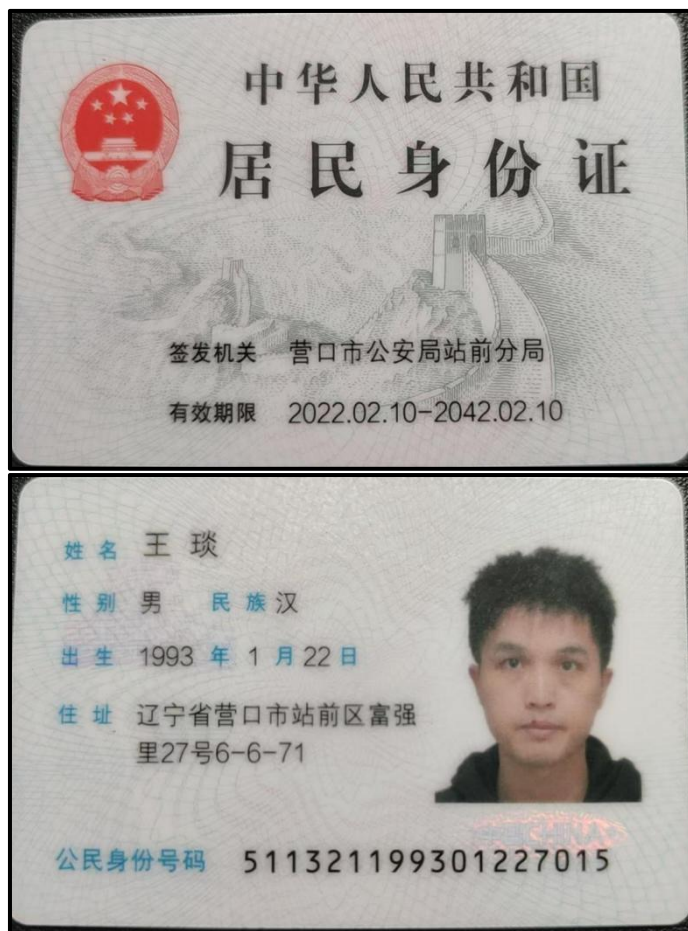 中华人民共和国
居民身份证
签发机关 营口市公安局站前分局
有效期限 2022.02.10-2042.02.10
姓名 王琰
性别 男 民族 汉
出生 1993 年 1 月 22 日
住址 辽宁省营口市站前区富强
里27号6-6-71
公民身份号码 511321199301227015